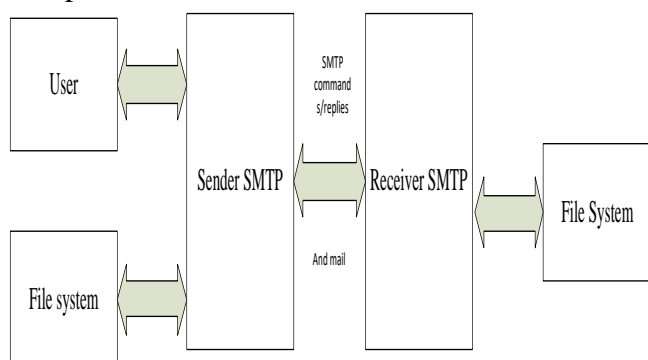 User
File system
Sender SMTP
SMTP
command
s/replies
And mail
Receiver SMTP
File System